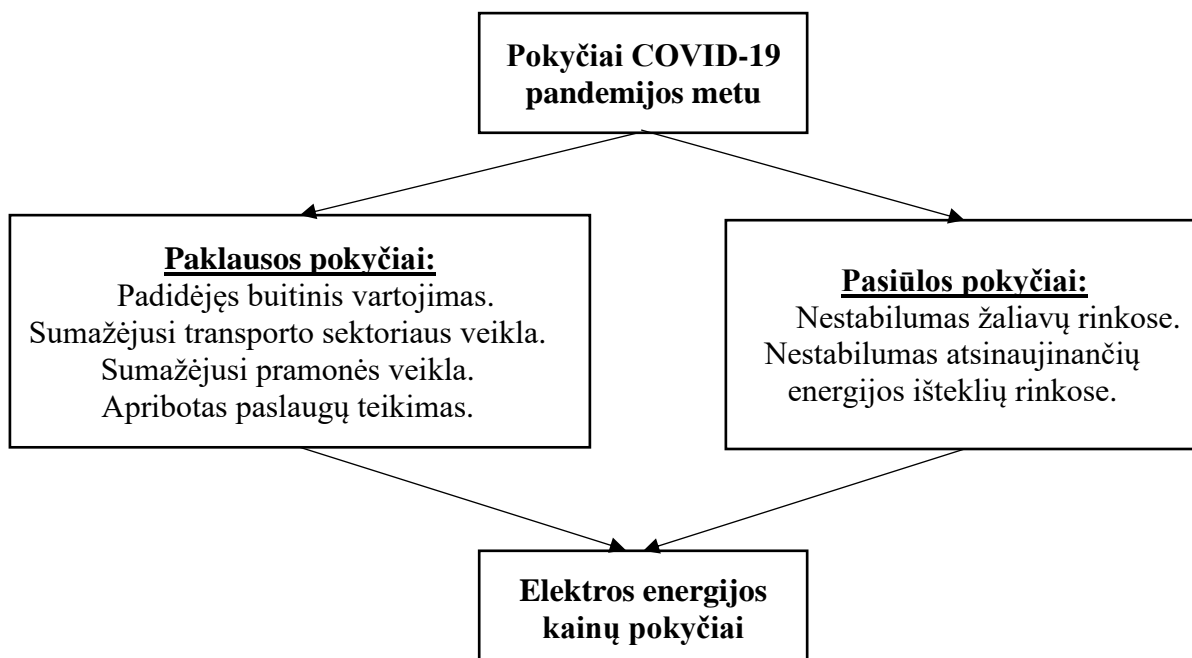 Pokyčiai COVID-19
pandemijos metu
Paklausos pokyčiai:
Padidėjęs buitinis vartojimas.
Sumažėjusi transporto sektoriaus veikla.
Sumažėjusi pramonės veikla.
Apribotas paslaugų teikimas.
Pasiūlos pokyčiai:
Nestabilumas žaliavų rinkose.
Nestabilumas atsinaujinančių
energijos išteklių rinkose.
Elektros energijos
kainų pokyčiai